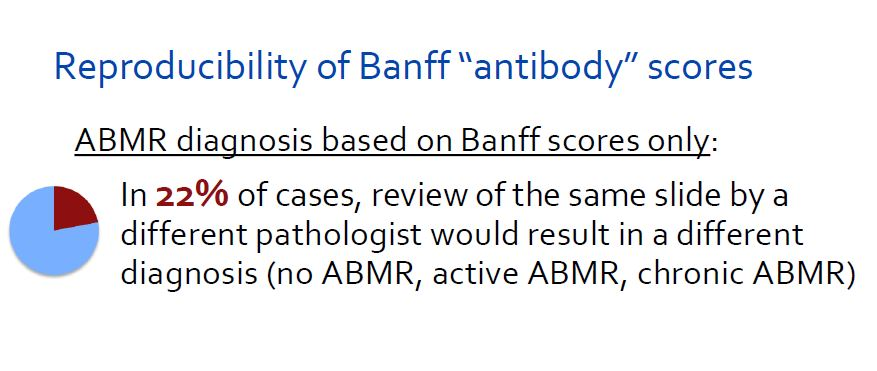 Reproducibility of Banff “antibody” scores
ABMR diagnosis based on Banff scores only:
In 22% of cases, review of the same slide by a
different pathologist would result in a different
diagnosis (no ABMR, active ABMR, chronic ABMR)